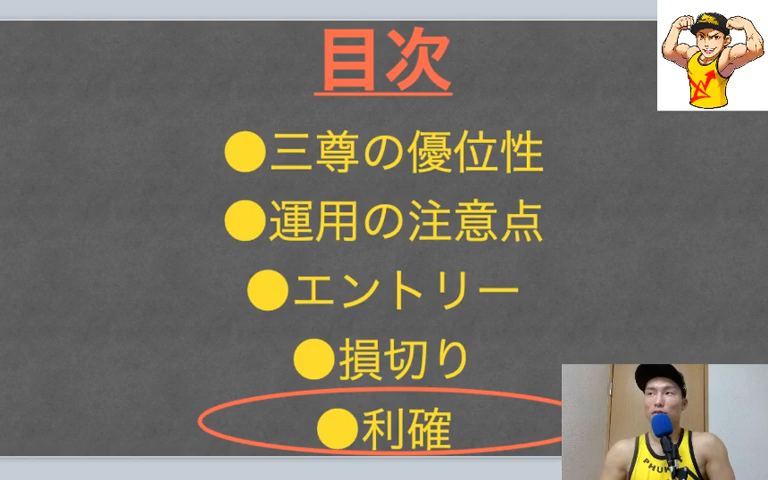 目次
●三尊の優位性
●運用の注意点
●エントリー
●損切り
●利確